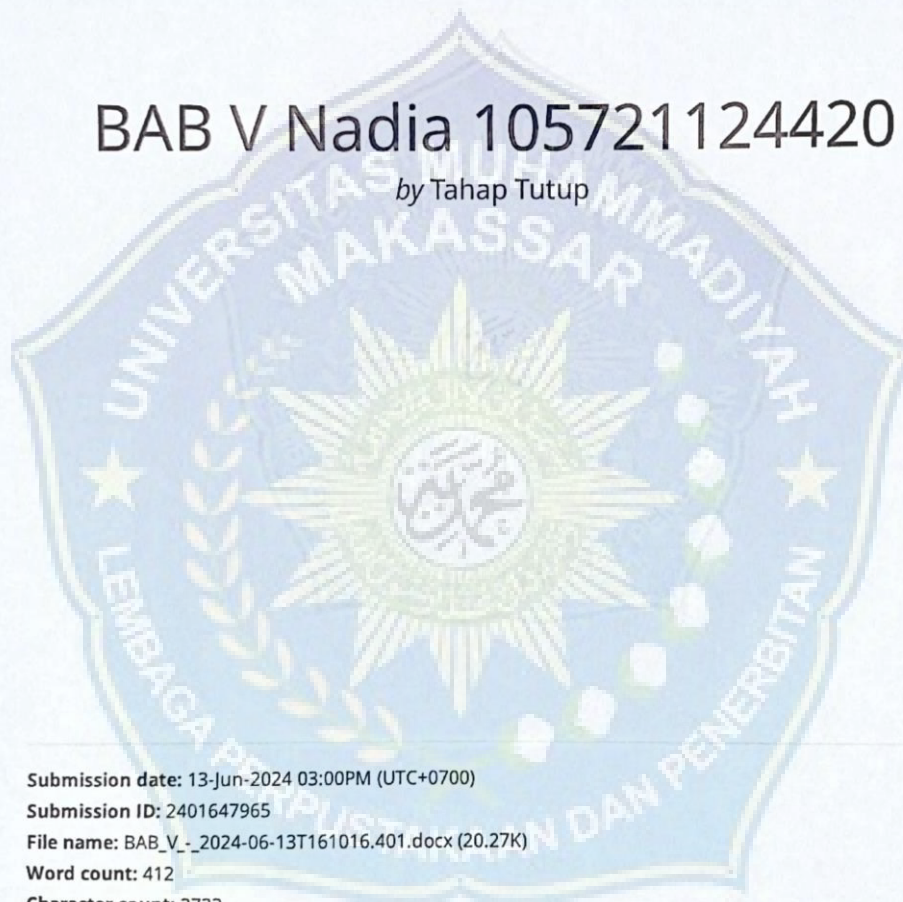 BAB V Nadia 105721124420
by Tahap Tutup
UNIVERSITAS MUHAMMADIYAH
MAKASSAR
LEMBAGA PERPUSTAKAAN DAN PENERBITAN
Submission date: 13-Jun-2024 03:00PM (UTC+0700)
Submission ID: 2401647965
File name: BAB_V_-_2024-06-13T161016.401.docx (20.27K)
Word count: 412